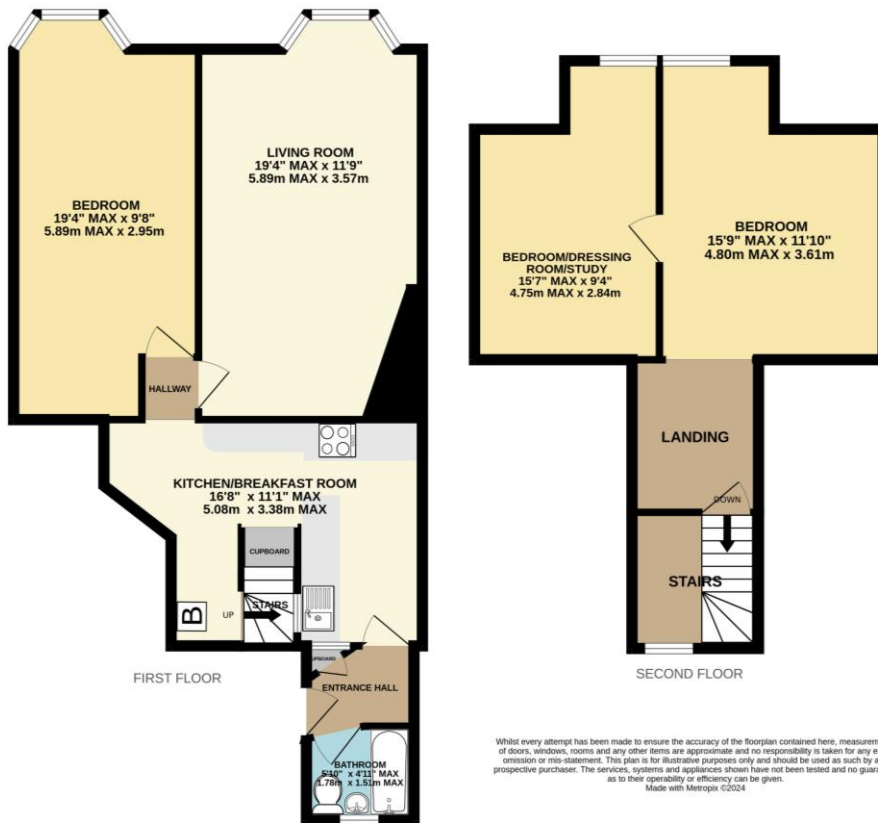 BEDROOM
19'4" MAX x 9'8"
5.89m MAX x 2.95m
LIVING ROOM
19'4" MAX x 11'9"
5.89m MAX x 3.57m
HALLWAY
KITCHEN/BREAKFAST ROOM
16'8" x 11'1" MAX
5.08m x 3.38m MAX
CUPBOARD
STAIRS
UP
B
UPBOARD
ENTRANCE HALL
BATHROOM
5'10" x 4'11" MAX
1.78m x 1.51m MAX
FIRST FLOOR
BEDROOM/DRESSING
ROOM/STUDY
15'7" MAX x 9'4"
4.75m MAX x 2.84m
BEDROOM
15'9" MAX x 11'10"
4.80m MAX x 3.61m
LANDING
DOWN
STAIRS
SECOND FLOOR
Whilst every attempt has been made to ensure the accuracy of the floorplan contained here, measurem
of doors, windows, rooms and any other items are approximate and no responsibility is taken for any e
omission or mis-statement. This plan is for illustrative purposes only and should be used as such by a
prospective purchaser. The services, systems and appliances shown have not been tested and no guara
as to their operability or efficiency can be given.
Made with Metropix ©2024